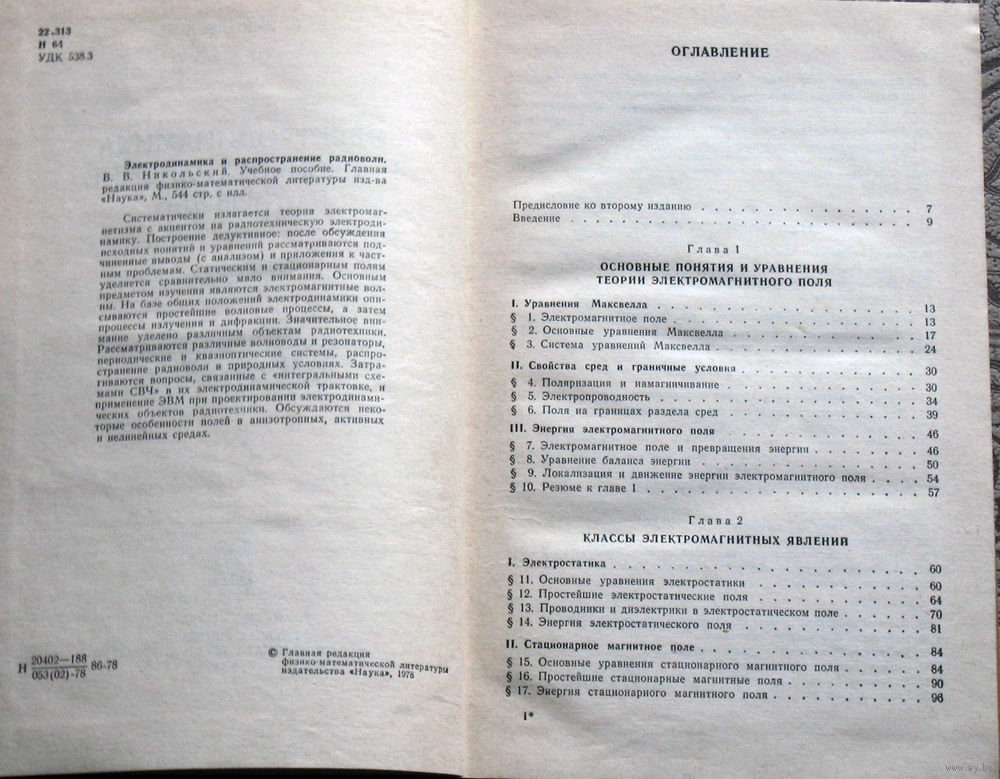 22.313
Н 64
УДК 538.3
Электродинамика и распространение радиоволн.
В. В. Никольский. Учебное пособие. Главная
редакция физико-математической литературы изд-ва
«Наука», М., 544 стр. с илл.
Систематически излагается теория электромаг-
нетизма с акцентом на радиотехническую электроди-
намику. Построение дедуктивное: после обсуждения
исходных понятий и уравнений рассматриваются под-
чиненные выводы (с анализом) и приложения к част-
ным проблемам. Статическим и стационарным полям
уделяется сравнительно мало внимания. Основным
предметом изучения являются электромагнитные вол-
ны. На базе общих положений электродинамики опи-
сываются простейшие волновые процессы, а затем
процессы излучения и дифракции. Значительное вни-
мание уделено различным объектам радиотехники.
Рассматриваются различные волноводы и резонаторы,
периодические и квазиоптические системы, распро-
странение радиоволн в природных условиях. Затра-
гиваются вопросы, связанные с «интегральными схе-
мами СВЧ» и их электродинамической трактовке, и
применение ЭВМ при проектировании электродинами-
ческих объектов радиотехники. Обсуждаются неко-
торые особенности полей в анизотропных, активных
и нелинейных средах.
Н 20402—188
053(02)-78 86-78
© Главная редакция
физико-математической литературы
издательства «Наука», 1978
ОГЛАВЛЕНИЕ
Предисловие ко второму изданию . . . . . . . . . . . 7
Введение . . . . . . . . . . . 9
Глава 1
ОСНОВНЫЕ ПОНЯТИЯ И УРАВНЕНИЯ
ТЕОРИИ ЭЛЕКТРОМАГНИТНОГО ПОЛЯ
I. Уравнения Максвелла . . . . . . . . . . . 13
§ 1. Электромагнитное поле . . . . . . . . . . . 13
§ 2. Основные уравнения Максвелла . . . . . . . . . . . 17
§ 3. Система уравнений Максвелла . . . . . . . . . . . 24
II. Свойства сред и граничные условия . . . . . . . . . . . 30
§ 4. Поляризация и намагничивание . . . . . . . . . . . 30
§ 5. Электропроводность . . . . . . . . . . . 34
§ 6. Поля на границах раздела сред . . . . . . . . . . . 39
III. Энергия электромагнитного поля . . . . . . . . . . . 46
§ 7. Электромагнитное поле и превращения энергии . . . . . . . 46
§ 8. Уравнение баланса энергии . . . . . . . . . . . 50
§ 9. Локализация и движение энергии электромагнитного поля . . . . 54
§ 10. Резюме к главе 1 . . . . . . . . . . . 57
Глава 2
КЛАССЫ ЭЛЕКТРОМАГНИТНЫХ ЯВЛЕНИЙ
I. Электростатика . . . . . . . . . . . 60
§ 11. Основные уравнения электростатики . . . . . . . . . . . 60
§ 12. Простейшие электростатические поля . . . . . . . . . . . 64
§ 13. Проводники и диэлектрики в электростатическом поле . . . . . . 70
§ 14. Энергия электростатического поля . . . . . . . . . . . 81
II. Стационарное магнитное поле . . . . . . . . . . . 84
§ 15. Основные уравнения стационарного магнитного поля . . . . . . 84
§ 16. Простейшие стационарные магнитные поля . . . . . . . . . 90
§ 17. Энергия стационарного магнитного поля . . . . . . . . . . 96
1*
www.ay.by